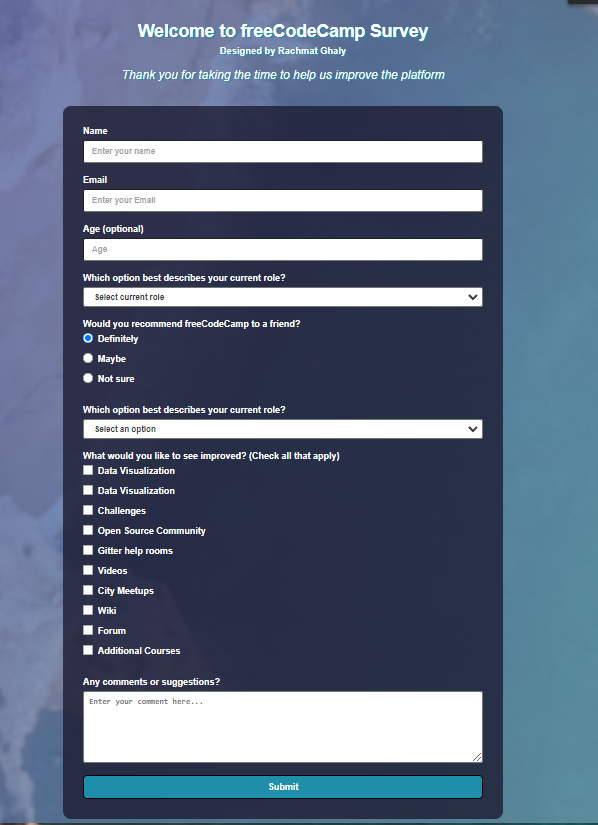 Welcome to freeCodeCamp Survey
Designed by Rachmat Ghaly
Thank you for taking the time to help us improve the platform
Name
Enter your name
Email
Enter your Email
Age (optional)
Age
Which option best describes your current role?
Select current role
Would you recommend freeCodeCamp to a friend?
Definitely
Maybe
Not sure
Which option best describes your current role?
Select an option
What would you like to see improved? (Check all that apply)
Data Visualization
Data Visualization
Challenges
Open Source Community
Gitter help rooms
Videos
City Meetups
Wiki
Forum
Additional Courses
Any comments or suggestions?
Enter your comment here...
Submit